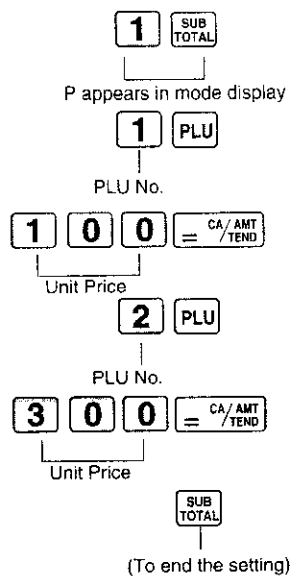 1 SUB TOTAL
P appears in mode display
1 PLU
PLU No.
1 0 0 = CA/AMT TEND
Unit Price
2 PLU
PLU No.
3 0 0 = CA/AMT TEND
Unit Price
SUB TOTAL
(To end the setting)